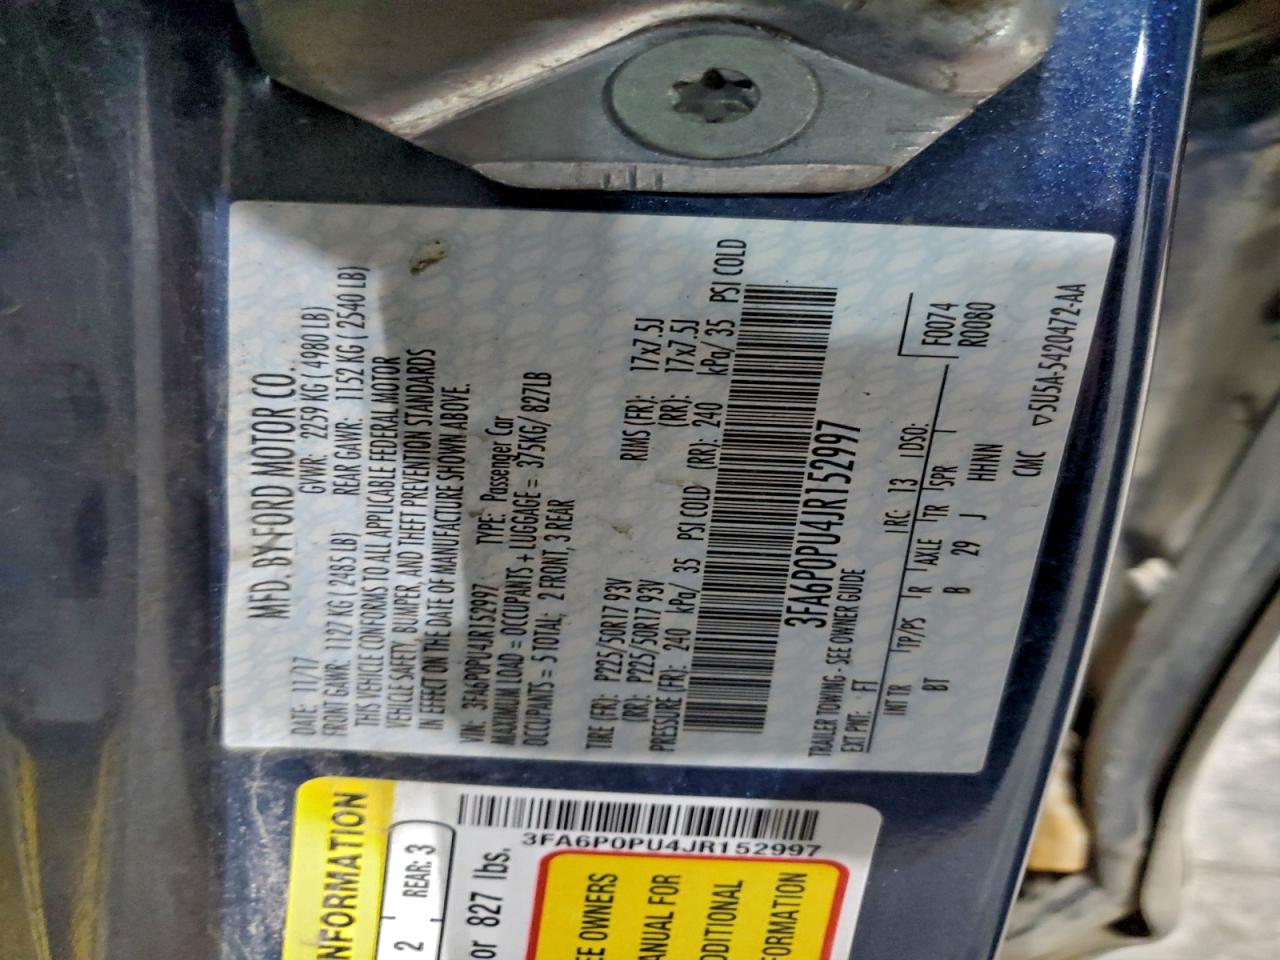 MFD. BY FORD MOTOR CO.
DATE: 11/17 GVWR: 2259 KG ( 4980 LB)
FRONT GAWR: 1127 KG ( 2485 LB) REAR GAWR: 1152 KG ( 2540 LB)
THIS VEHICLE CONFORMS TO ALL APPLICABLE FEDERAL MOTOR
VEHICLE SAFETY, BUMPER, AND THEFT PREVENTION STANDARDS
IN EFFECT ON THE DATE OF MANUFACTURE SHOWN ABOVE.
VIN: 3FA6P0PU4JR152997 TYPE: Passenger Car
MAXIMUM LOAD = OCCUPANTS + LUGGAGE = 375KG/ 827LB
OCCUPANTS = 5 TOTAL; 2 FRONT, 3 REAR
TIRE (FR): P225/50R17 93V RIMS (FR): 17x7.5J
(RR): P225/50R17 93V (RR): 17x7.5J
PRESSURE (FR): 240 kPa/ 35 PSI COLD (RR): 240 kPa/ 35 PSI COLD
3FA6P0PU4JR152997
TRAILER TOWING - SEE OWNER GUIDE
EXT PNT: FT RC: 13 DSO:
INT TR TP/PS R AXLE TR SPR F0074
BT B 29 J HHNN R0080
CMC ▽5U5A-5420472-AA
NFORMATION
2 REAR: 3
or 827 lbs.
3FA6P0PU4JR152997
EE OWNERS
ANUAL FOR
DDITIONAL
FORMATION